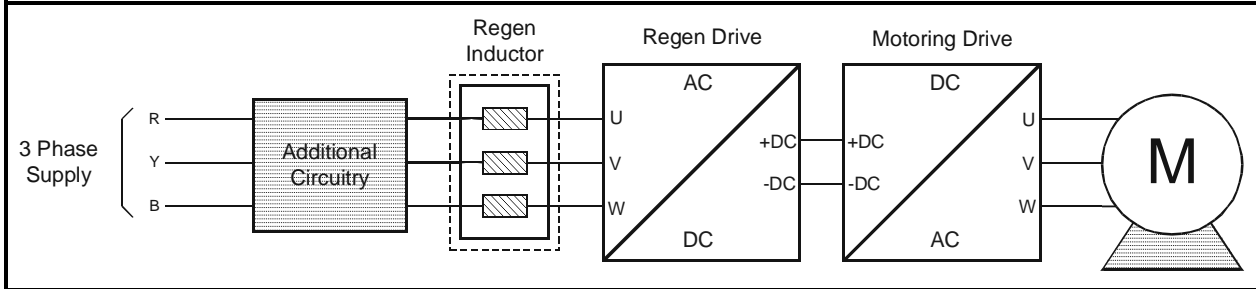 Regen
Inductor
Regen Drive
Motoring Drive
3 Phase
Supply
R
Y
B
Additional
Circuitry
U
V
W
AC
DC
+DC
-DC
+DC
-DC
DC
AC
U
V
W
M